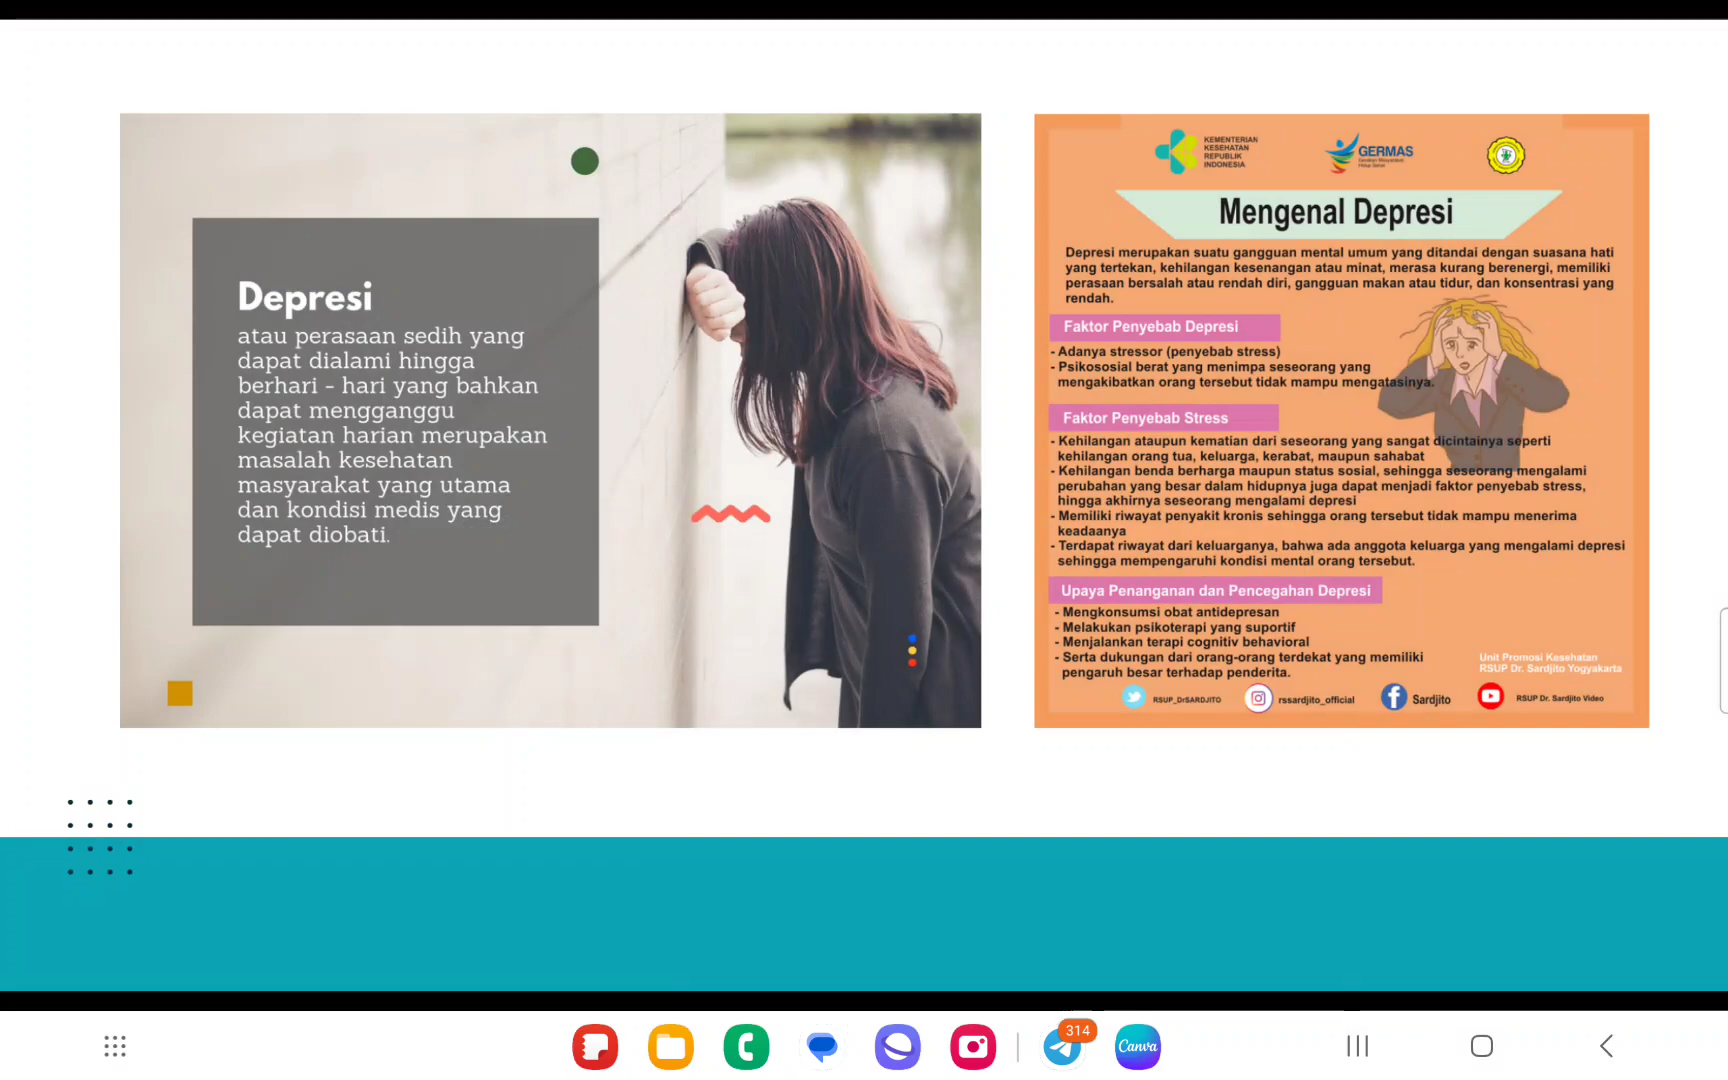 Depresi
atau perasaan sedih yang
dapat dialami hingga
berhari - hari yang bahkan
dapat mengganggu
kegiatan harian merupakan
masalah kesehatan
masyarakat yang utama
dan kondisi medis yang
dapat diobati.
KEMENTERIAN
KESEHATAN
REPUBLIK
INDONESIA
GERMAS
Gerakan Masyarakat
Hidup Sehat
Mengenal Depresi
Depresi merupakan suatu gangguan mental umum yang ditandai dengan suasana hati
yang tertekan, kehilangan kesenangan atau minat, merasa kurang berenergi, memiliki
perasaan bersalah atau rendah diri, gangguan makan atau tidur, dan konsentrasi yang
rendah.
Faktor Penyebab Depresi
- Adanya stressor (penyebab stress)
- Psikososial berat yang menimpa seseorang yang
mengakibatkan orang tersebut tidak mampu mengatasinya.
Faktor Penyebab Stress
- Kehilangan ataupun kematian dari seseorang yang sangat dicintainya seperti
kehilangan orang tua, keluarga, kerabat, maupun sahabat
- Kehilangan benda berharga maupun status sosial, sehingga seseorang mengalami
perubahan yang besar dalam hidupnya juga dapat menjadi faktor penyebab stress,
hingga akhirnya seseorang mengalami depresi
- Memiliki riwayat penyakit kronis sehingga orang tersebut tidak mampu menerima
keadaanya
- Terdapat riwayat dari keluarganya, bahwa ada anggota keluarga yang mengalami depresi
sehingga mempengaruhi kondisi mental orang tersebut.
Upaya Penanganan dan Pencegahan Depresi
- Mengkonsumsi obat antidepresan
- Melakukan psikoterapi yang suportif
- Menjalankan terapi cognitiv behavioral
- Serta dukungan dari orang-orang terdekat yang memiliki
pengaruh besar terhadap penderita.
Unit Promosi Kesehatan
RSUP Dr. Sardjito Yogyakarta
RSUP_DrSARDJITO
rssardjito_official
Sardjito
RSUP Dr. Sardjito Video
314
Canva